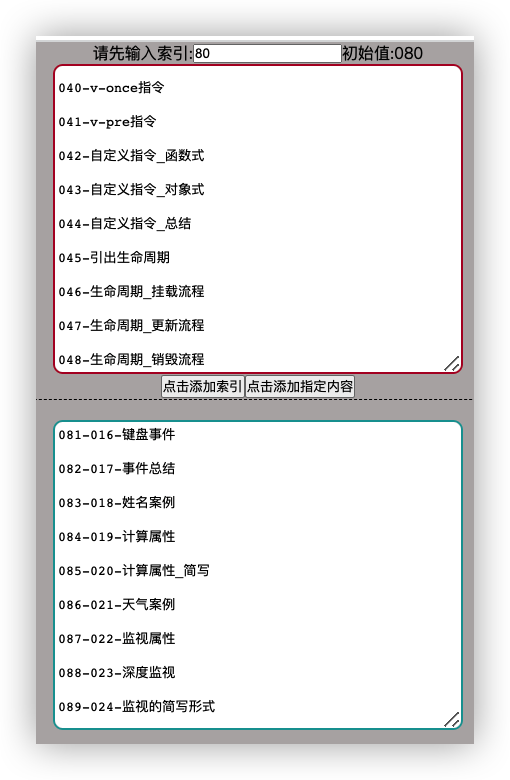 请先输入索引:80初始值:080
040-v-once指令
041-v-pre指令
042-自定义指令_函数式
043-自定义指令_对象式
044-自定义指令_总结
045-引出生命周期
046-生命周期_挂载流程
047-生命周期_更新流程
048-生命周期_销毁流程
点击添加索引 点击添加指定内容
081-016-键盘事件
082-017-事件总结
083-018-姓名案例
084-019-计算属性
085-020-计算属性_简写
086-021-天气案例
087-022-监视属性
088-023-深度监视
089-024-监视的简写形式